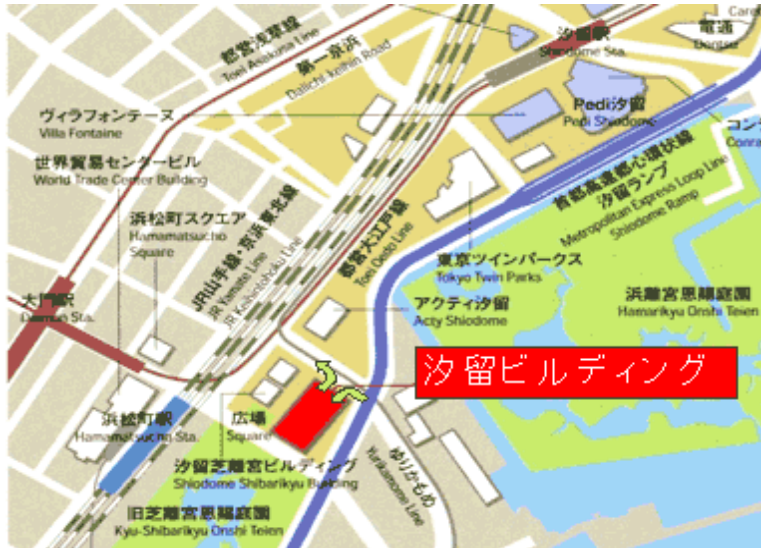 都営浅草線
Toei Asakusa Line
第一京浜
Daiichi-keihin Road
汐留駅
Shiodome Sta.
電通
Dentsu
ヴィラフォンテーヌ
Villa Fontaine
Pedi汐留
Pedi Shiodome
世界貿易センタービル
World Trade Center Building
首都高速都心環状線
汐留ランプ
Metropolitan Express Loop Line
Shiodome Ramp
浜松町スクエア
Hamamatsucho
Square
JR山手線・京浜東北線
JR Yamate Line
JR Keihintohoku Line
都営大江戸線
Toei Oedo Line
東京ツインパークス
Tokyo Twin Parks
浜離宮恩賜庭園
Hamarikyu Onshi Teien
大門駅
Daimon Sta.
アクティ汐留
Acty Shiodome
汐留ビルディング
浜松町駅
Hamamatsucho Sta.
広場
Square
汐留芝離宮ビルディング
Shiodome Shibarikyu Building
ゆりかもめ
Yurikamome Line
旧芝離宮恩賜庭園
Kyu-Shibarikyu Onshi Teien